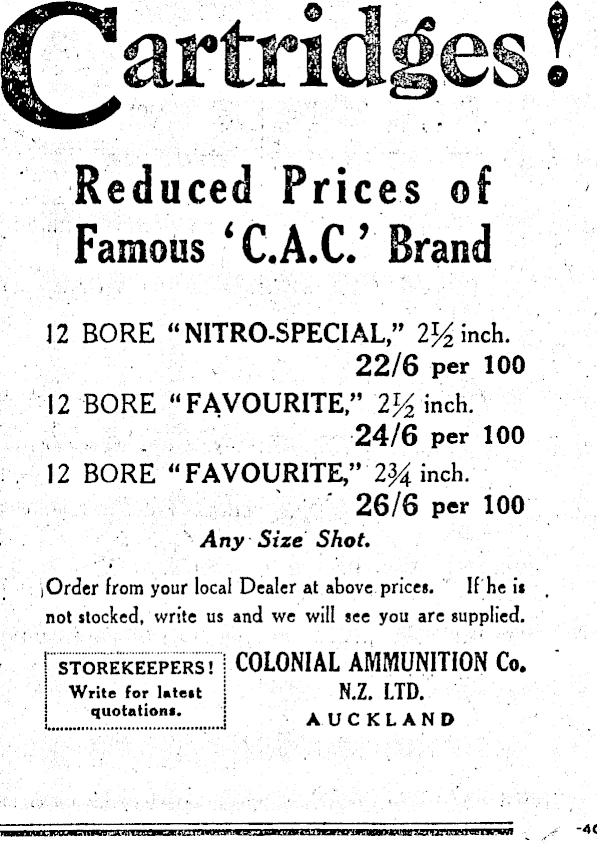 Cartridges!
Reduced Prices of
Famous 'C.A.C.' Brand
12 BORE "NITRO-SPECIAL," 2½ inch.
22/6 per 100
12 BORE "FAVOURITE," 2½ inch.
24/6 per 100
12 BORE "FAVOURITE," 2¾ inch.
26/6 per 100
Any Size Shot.
Order from your local Dealer at above prices. If he is
not stocked, write us and we will see you are supplied.
STOREKEEPERS!
Write for latest
quotations.
COLONIAL AMMUNITION Co.
N.Z. LTD.
AUCKLAND